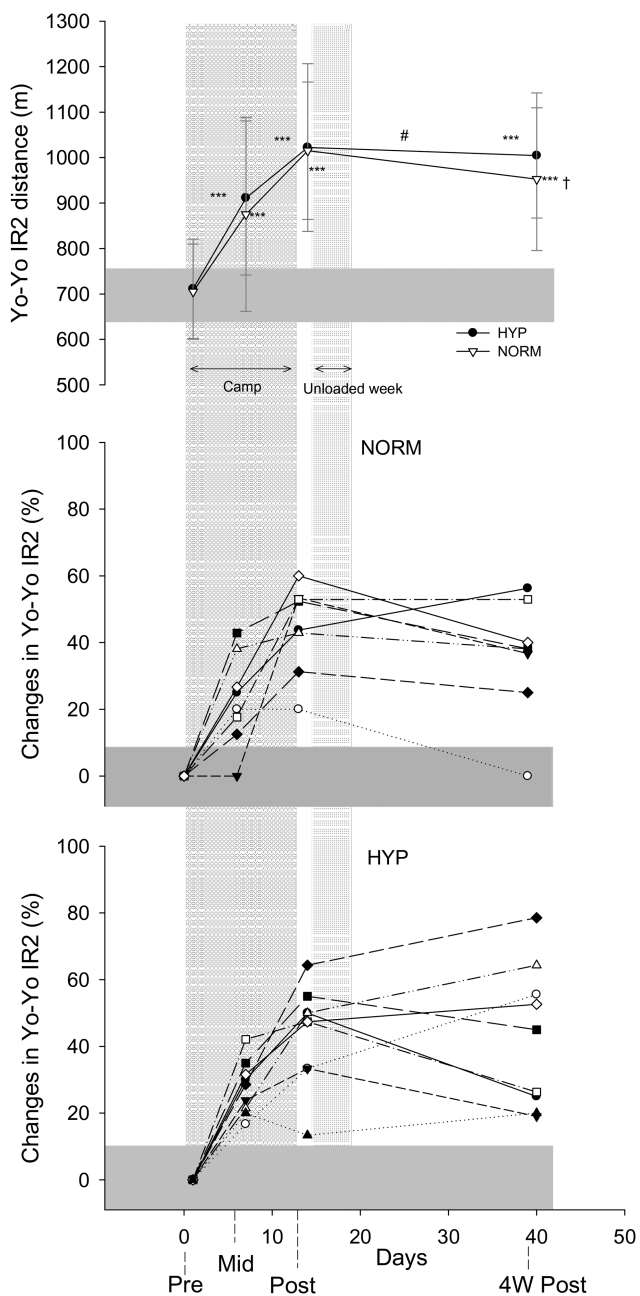 1300
1200
1100
1000
900
800
700
600
500
Yo-Yo IR2 distance (m)
***
***
***
***
#
***
*** †
HYP
NORM
Camp
Unloaded week
NORM
100
80
60
40
20
0
Changes in Yo-Yo IR2 (%)
HYP
100
80
60
40
20
0
Changes in Yo-Yo IR2 (%)
0 10 20 30 40 50
Days
Mid
Pre Post 4W Post